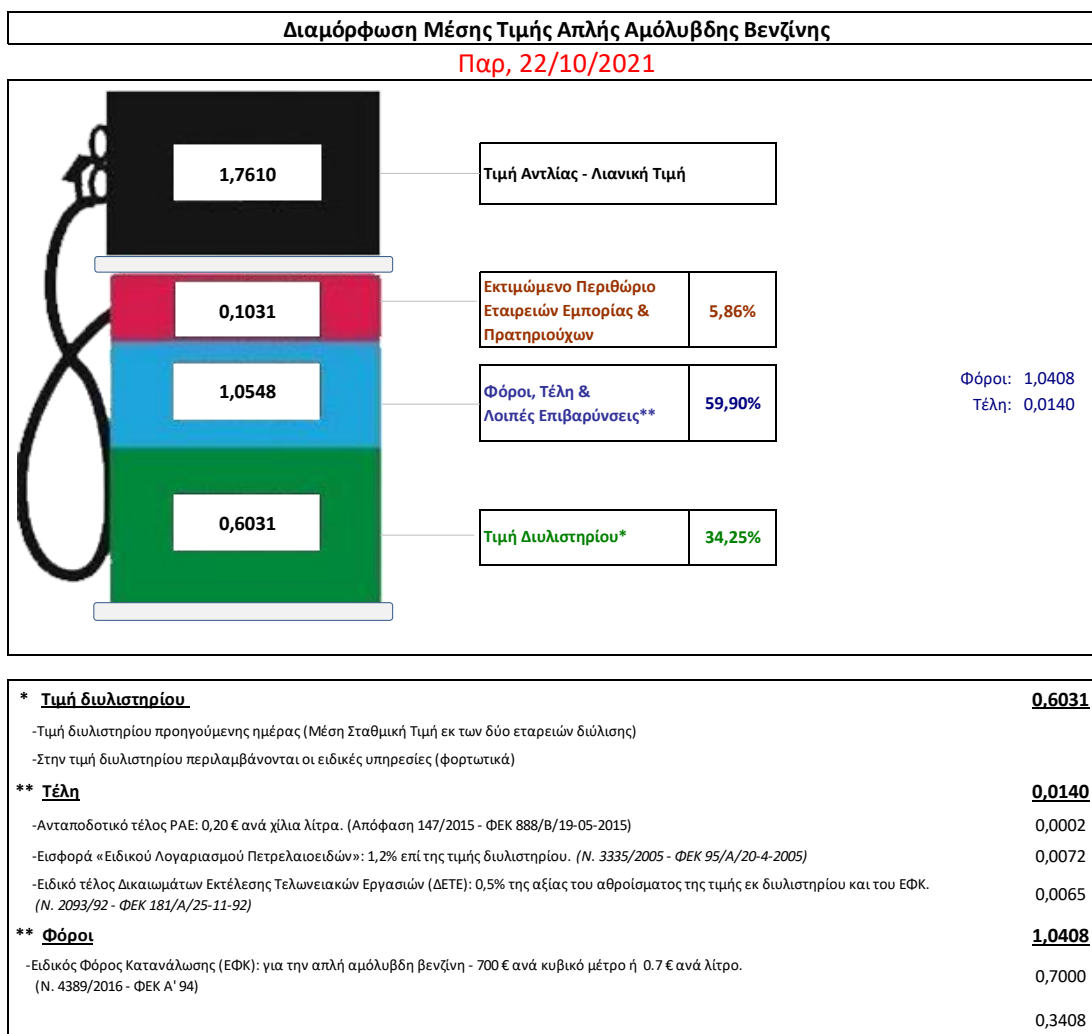 Διαμόρφωση Μέσης Τιμής Απλής Αμόλυβδης Βενζίνης
Παρ, 22/10/2021
1,7610
Τιμή Αντλίας - Λιανική Τιμή
0,1031
Εκτιμώμενο Περιθώριο
Εταιρειών Εμπορίας &
Πρατηριούχων
5,86%
1,0548
Φόροι, Τέλη &
Λοιπές Επιβαρύνσεις**
59,90%
Φόροι: 1,0408
Τέλη: 0,0140
0,6031
Τιμή Διυλιστηρίου*
34,25%
* Τιμή διυλιστηρίου 0,6031
-Τιμή διυλιστηρίου προηγούμενης ημέρας (Μέση Σταθμική Τιμή εκ των δύο εταρειών διύλισης)
-Στην τιμή διυλιστηρίου περιλαμβάνονται οι ειδικές υπηρεσίες (φορτωτικά)
** Τέλη 0,0140
-Ανταποδοτικό τέλος ΡΑΕ: 0,20 € ανά χίλια λίτρα. (Απόφαση 147/2015 - ΦΕΚ 888/Β/19-05-2015) 0,0002
-Εισφορά «Ειδικού Λογαριασμού Πετρελαιοειδών»: 1,2% επί της τιμής διυλιστηρίου. (Ν. 3335/2005 - ΦΕΚ 95/Α/20-4-2005) 0,0072
-Ειδικό τέλος Δικαιωμάτων Εκτέλεσης Τελωνειακών Εργασιών (ΔΕΤΕ): 0,5% της αξίας του αθροίσματος της τιμής εκ διυλιστηρίου και του ΕΦΚ. 0,0065
(Ν. 2093/92 - ΦΕΚ 181/Α/25-11-92)
** Φόροι 1,0408
-Ειδικός Φόρος Κατανάλωσης (ΕΦΚ): για την απλή αμόλυβδη βενζίνη - 700 € ανά κυβικό μέτρο ή 0.7 € ανά λίτρο. 0,7000
(Ν. 4389/2016 - ΦΕΚ Α' 94)
0,3408